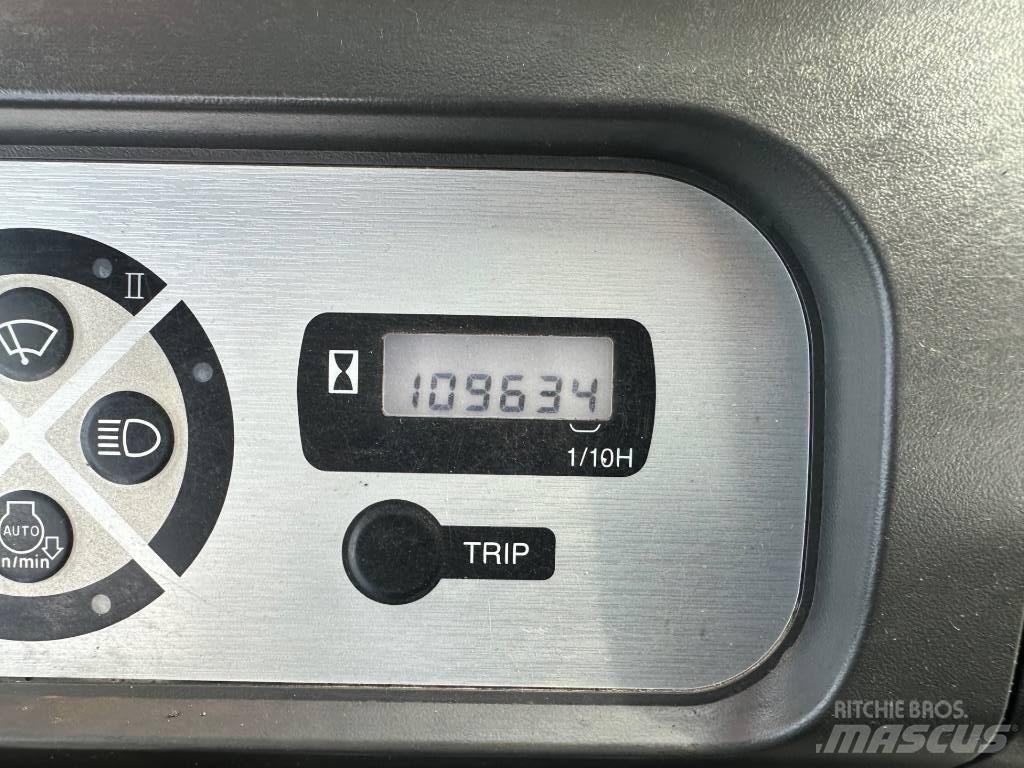 II
109634
1/10H
AUTO
n/min
TRIP
RITCHIE BROS.
MASCUS